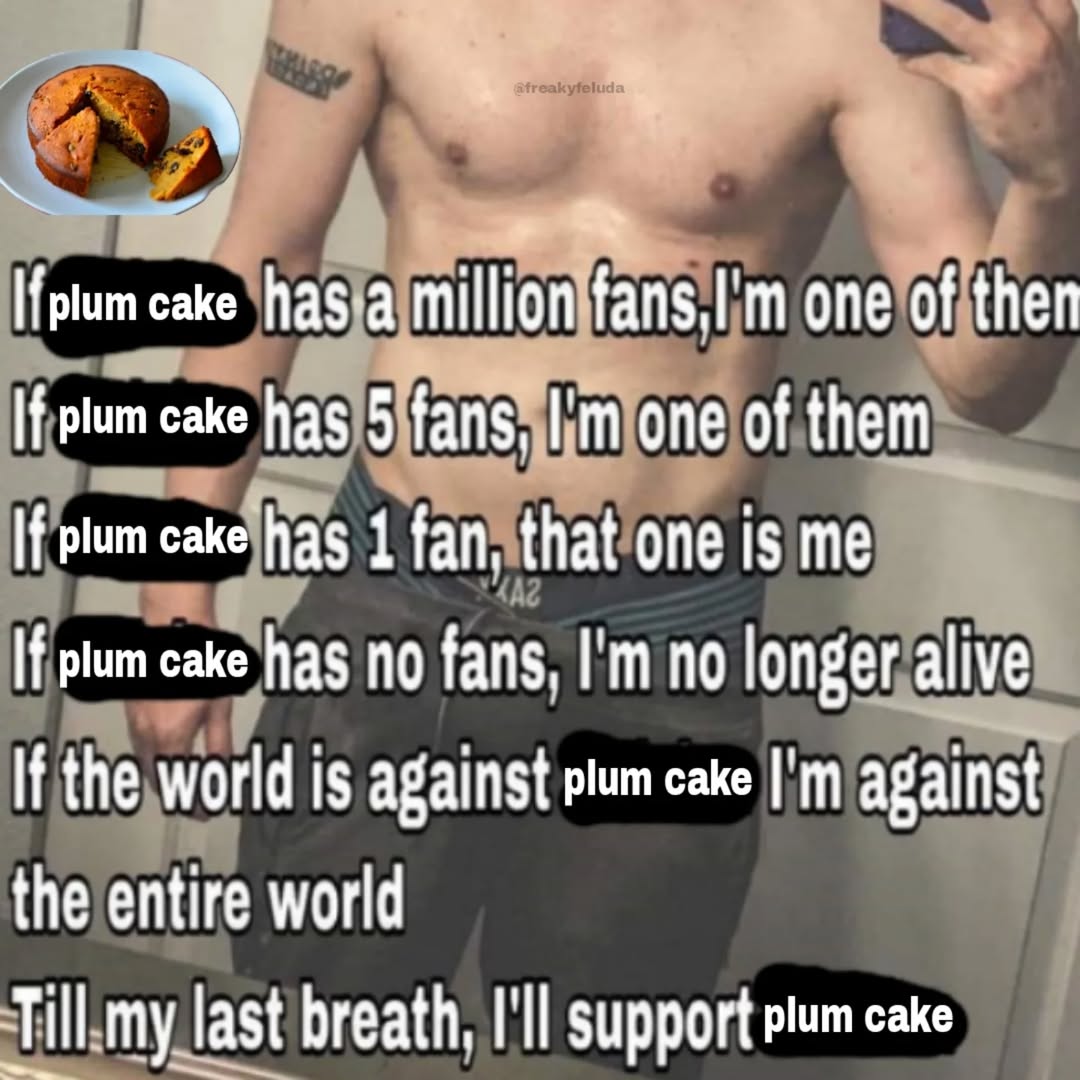 @freakyfeluda
If plum cake has a million fans,I'm one of them
If plum cake has 5 fans, I'm one of them
If plum cake has 1 fan, that one is me
If plum cake has no fans, I'm no longer alive
If the world is against plum cake I'm against
the entire world
Till my last breath, I'll support plum cake